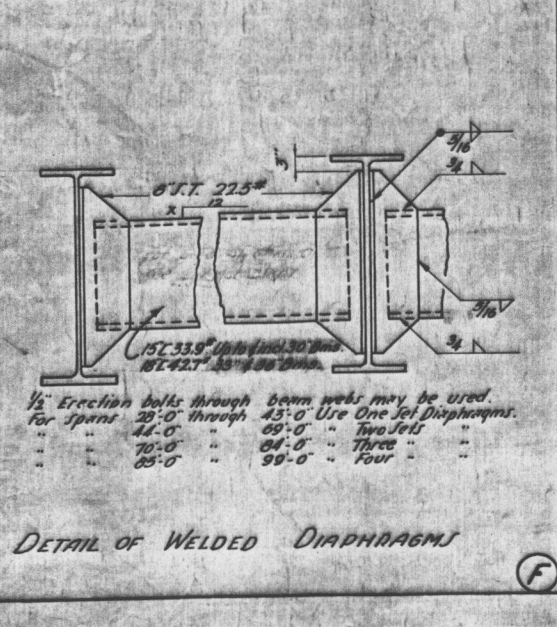 5/16
3"
3/4
6" S.T. 22.5#
x 12
5/16
15[33.9# Up to & incl. 30" Bms.
18[42.7# 33" & 36" Bms.
3/4
1/2" Erection bolts through beam webs may be used.
For spans 28'-0" through 43'-0" Use One Set Diaphragms.
" " 44'-0" " 69'-0" " Two Sets "
" " 70'-0" " 84'-0" " Three " "
" " 85'-0" " 99'-0" " Four " "
DETAIL OF WELDED DIAPHRAGMS
F